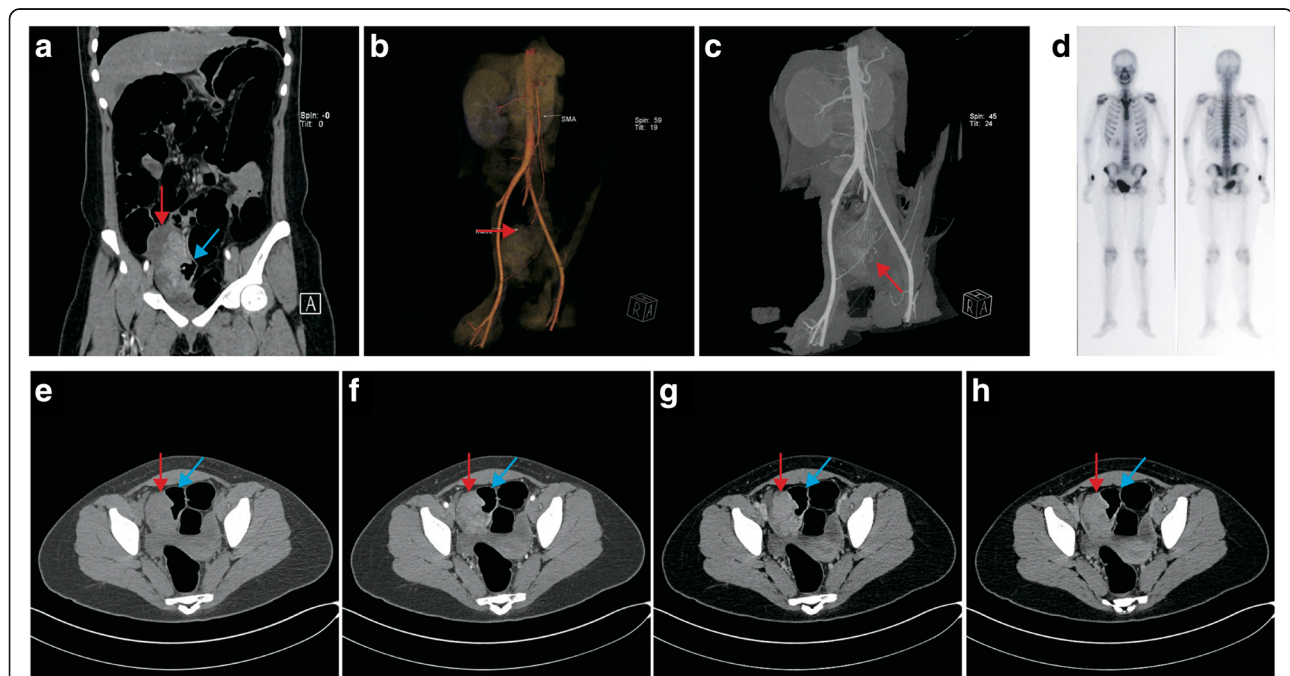 a
Spin: -0
Tilt: 0
A
b
SMA
Spin: 59
Tilt: 19
R A
c
Spin: 45
Tilt: 24
R A
d
e
f
g
h